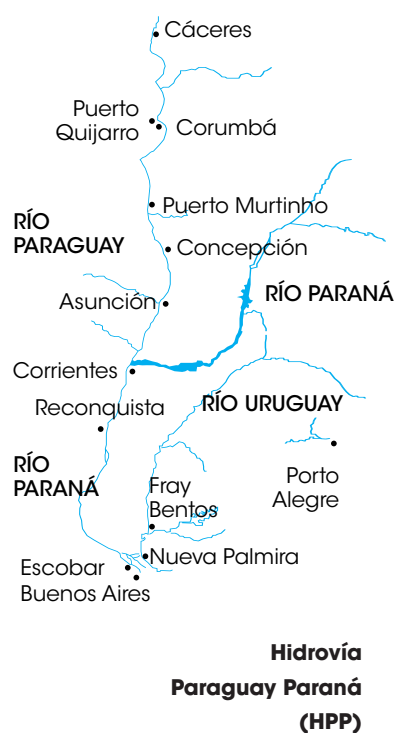 Cáceres
Puerto
Quijarro
Corumbá
Puerto Murtinho
RÍO
PARAGUAY
Concepción
RÍO PARANÁ
Asunción
Corrientes
Reconquista
RÍO URUGUAY
RÍO
PARANÁ
Fray
Bentos
Porto
Alegre
Nueva Palmira
Escobar
Buenos Aires
Hidrovía
Paraguay Paraná
(HPP)